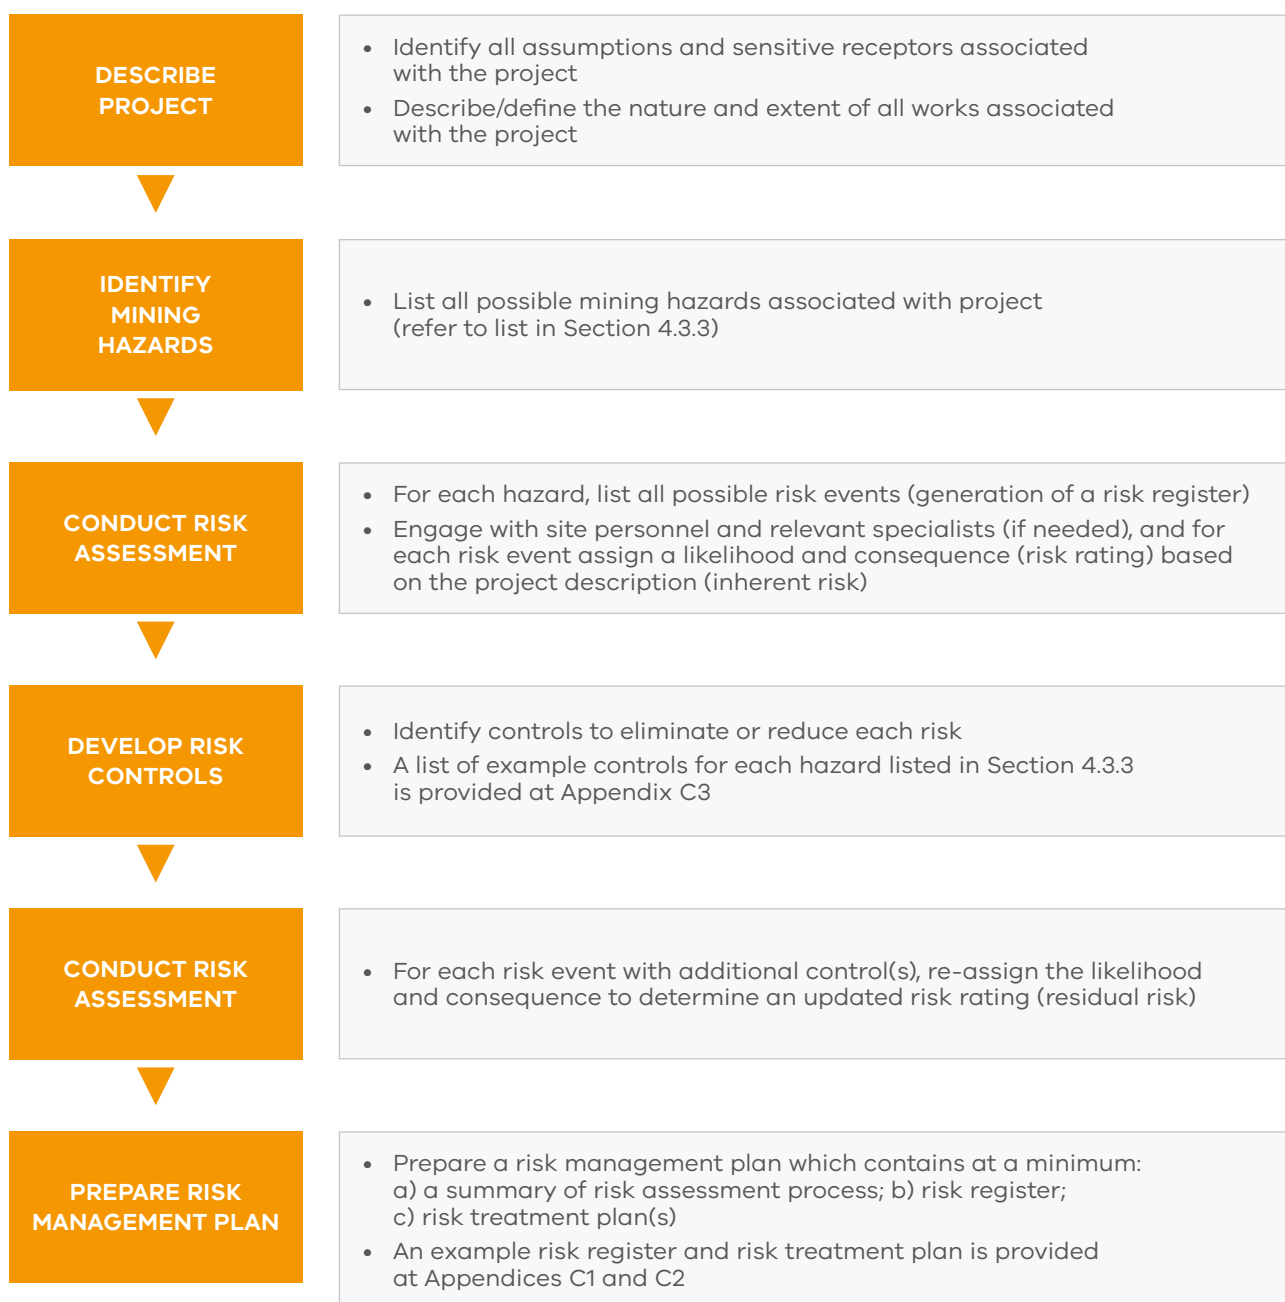 DESCRIBE
PROJECT
• Identify all assumptions and sensitive receptors associated
with the project
• Describe/define the nature and extent of all works associated
with the project
IDENTIFY
MINING
HAZARDS
• List all possible mining hazards associated with project
(refer to list in Section 4.3.3)
CONDUCT RISK
ASSESSMENT
• For each hazard, list all possible risk events (generation of a risk register)
• Engage with site personnel and relevant specialists (if needed), and for
each risk event assign a likelihood and consequence (risk rating) based
on the project description (inherent risk)
DEVELOP RISK
CONTROLS
• Identify controls to eliminate or reduce each risk
• A list of example controls for each hazard listed in Section 4.3.3
is provided at Appendix C3
CONDUCT RISK
ASSESSMENT
• For each risk event with additional control(s), re-assign the likelihood
and consequence to determine an updated risk rating (residual risk)
PREPARE RISK
MANAGEMENT PLAN
• Prepare a risk management plan which contains at a minimum:
a) a summary of risk assessment process; b) risk register;
c) risk treatment plan(s)
• An example risk register and risk treatment plan is provided
at Appendices C1 and C2